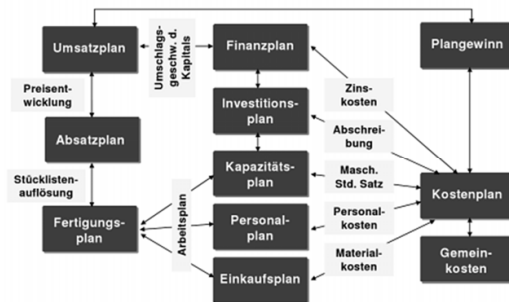 Umsatzplan
Umschlags-
geschw. d.
Kapitals
Finanzplan
Plangewinn
Preisent-
wicklung
Zins-
kosten
Investitions-
plan
Absatzplan
Abschrei-
bung
Stücklisten-
auflösung
Kapazitäts-
plan
Masch.
Std. Satz
Kostenplan
Fertigungs-
plan
Arbeitsplan
Personal-
plan
Personal-
kosten
Material-
kosten
Einkaufsplan
Gemein-
kosten